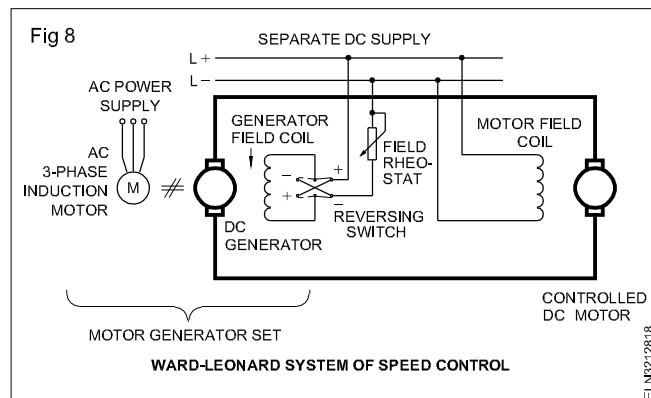 Fig 8
SEPARATE DC SUPPLY
L +
L –
AC POWER
SUPPLY
AC
3-PHASE
INDUCTION
MOTOR
M
GENERATOR
FIELD COIL
– +
+ –
DC
GENERATOR
REVERSING
SWITCH
FIELD
RHEO-
STAT
MOTOR FIELD
COIL
CONTROLLED
DC MOTOR
MOTOR GENERATOR SET
WARD-LEONARD SYSTEM OF SPEED CONTROL
ELN3212818